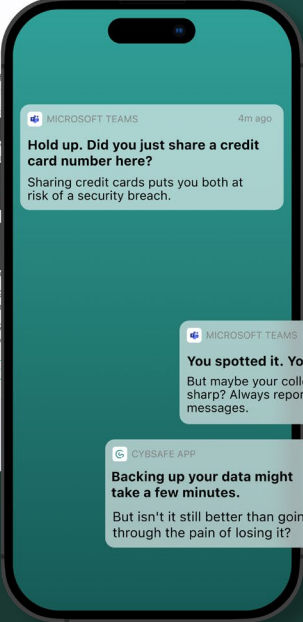 MICROSOFT TEAMS 4m ago
Hold up. Did you just share a credit
card number here?
Sharing credit cards puts you both at
risk of a security breach.
MICROSOFT TEAMS
You spotted it. Yo
But maybe your coll
sharp? Always repor
messages.
CYBSAFE APP
Backing up your data might
take a few minutes.
But isn't it still better than goin
through the pain of losing it?